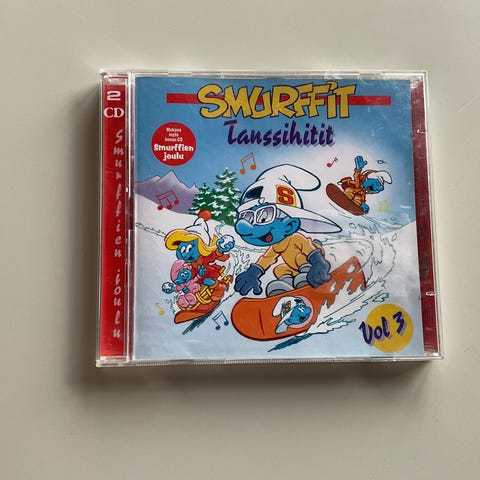 2
CD
Smurffien joulu
SMURFFIT
Tanssihitit
Mukana
myös
bonus-CD
Smurffien
joulu
S
Vol 3